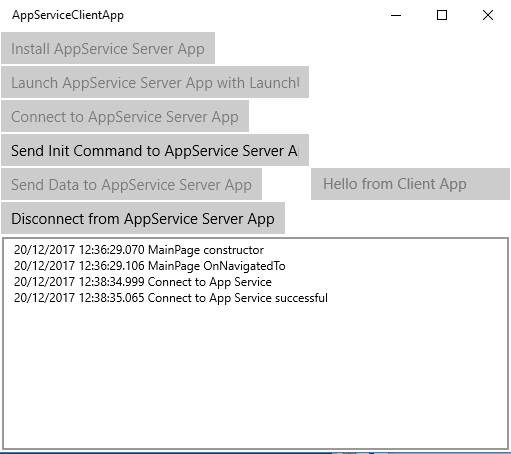 AppServiceClientApp
Install AppService Server App
Launch AppService Server App with Launch
Connect to AppService Server App
Send Init Command to AppService Server A
Send Data to AppService Server App
Hello from Client App
Disconnect from AppService Server App
20/12/2017 12:36:29.070 MainPage constructor
20/12/2017 12:36:29.106 MainPage OnNavigatedTo
20/12/2017 12:38:34.999 Connect to App Service
20/12/2017 12:38:35.065 Connect to App Service successful